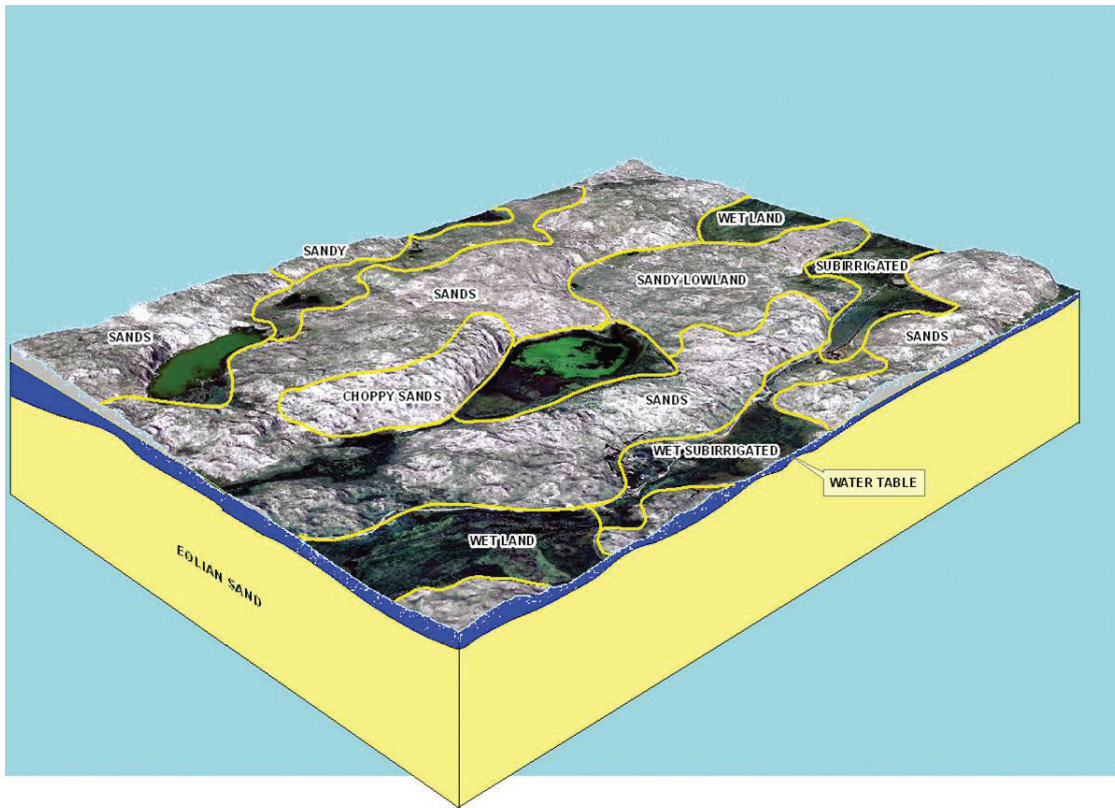 WET LAND
SANDY
SUBIRRIGATED
SANDY LOWLAND
SANDS
SANDS
SANDS
CHOPPY SANDS
SANDS
WET SUBIRRIGATED
WATER TABLE
WET LAND
EOLIAN SAND